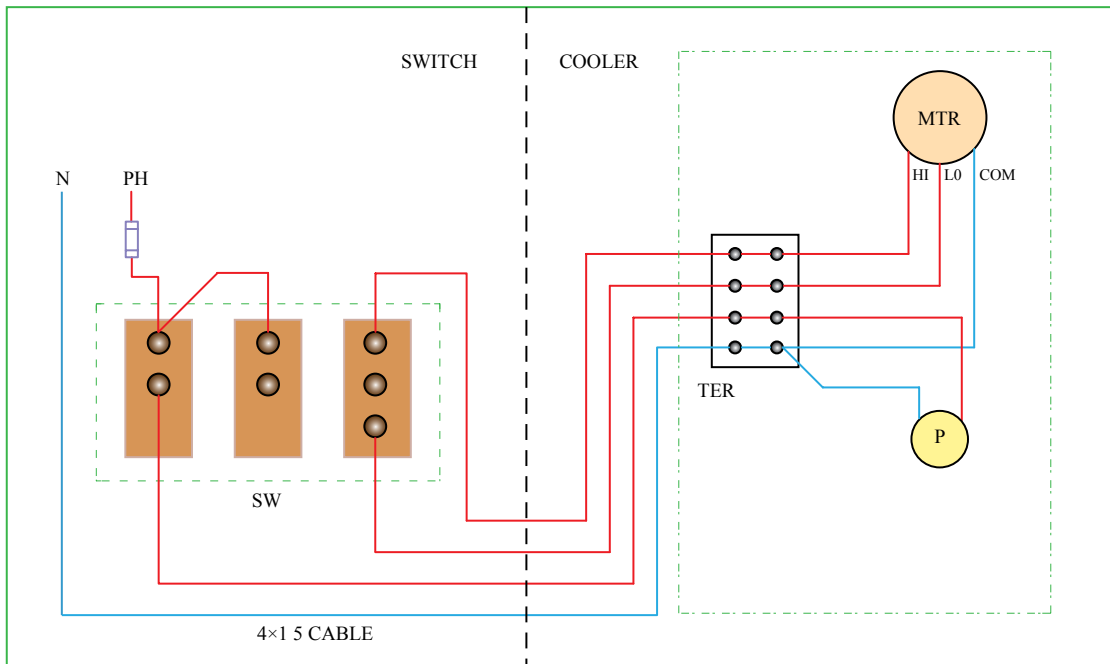 SWITCH
COOLER
MTR
HI
L0
COM
N
PH
TER
P
SW
4×1 5 CABLE